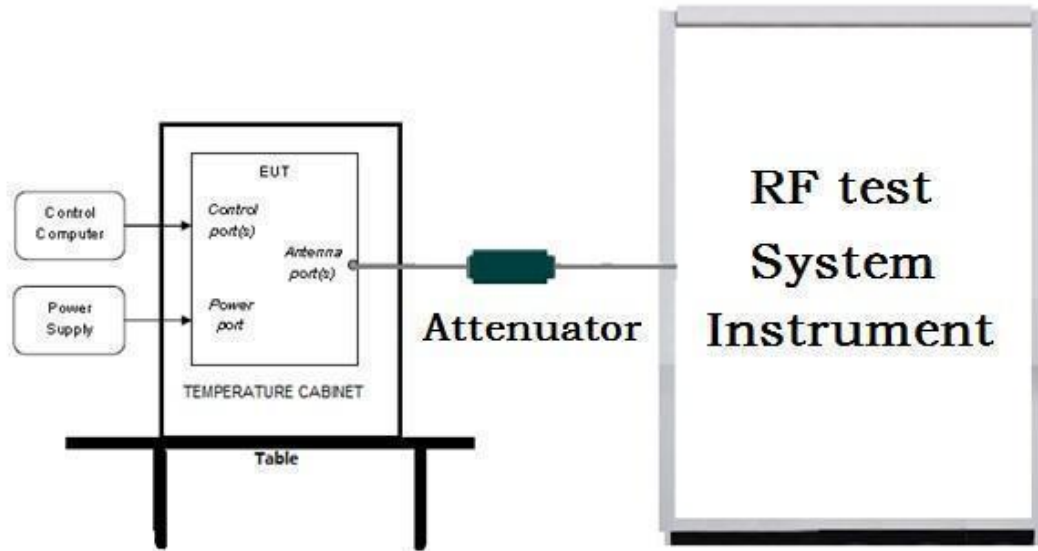 EUT
Control
Computer
Control
port(s)
Antenna
port(s)
Power
Supply
Power
port
TEMPERATURE CABINET
Table
Attenuator
RF test
System
Instrument